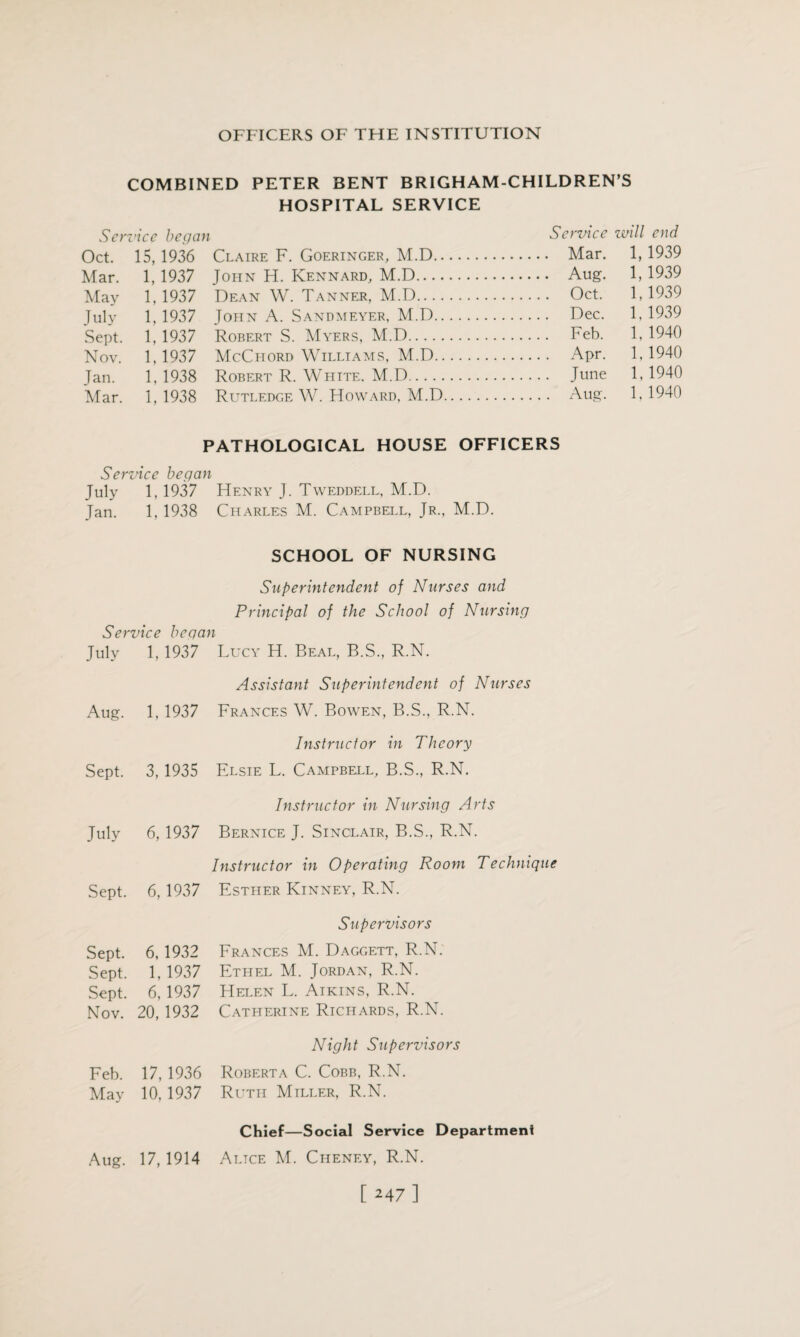 OFFICERS OF THE INSTITUTION
COMBINED PETER BENT BRIGHAM-CHILDREN'S
HOSPITAL SERVICE
Service began Service will end
Oct. 15, 1936 Claire F. Goeringer, M.D.............. Mar. 1, 1939
Mar. 1, 1937 John H. Kennard, M.D................ Aug. 1, 1939
May 1, 1937 Dean W. Tanner, M.D................ Oct. 1, 1939
July 1, 1937 John A. Sandmeyer, M.D.............. Dec. 1, 1939
Sept. 1, 1937 Robert S. Myers, M.D................. Feb. 1, 1940
Nov. 1, 1937 McChord Williams, M.D.............. Apr. 1, 1940
Jan. 1, 1938 Robert R. White, M.D................. June 1, 1940
Mar. 1, 1938 Rutledge W. Howard, M.D............. Aug. 1, 1940
PATHOLOGICAL HOUSE OFFICERS
Service began
July 1, 1937 Henry J. Tweddell, M.D.
Jan. 1, 1938 Charles M. Campbell, Jr., M.D.
SCHOOL OF NURSING
Superintendent of Nurses and
Principal of the School of Nursing
Service began
July 1, 1937 Lucy H. Beal, B.S., R.N.
Assistant Superintendent of Nurses
Aug. 1, 1937 Frances W. Bowen, B.S., R.N.
Instructor in Theory
Sept. 3, 1935 Elsie L. Campbell, B.S., R.N.
Instructor in Nursing Arts
July 6, 1937 Bernice J. Sinclair, B.S., R.N.
Instructor in Operating Room Technique
Sept. 6, 1937 Esther Kinney, R.N.
Supervisors
Sept. 6, 1932 Frances M. Daggett, R.N.
Sept. 1, 1937 Ethel M. Jordan, R.N.
Sept. 6, 1937 Helen L. Atkins, R.N.
Nov. 20, 1932 Catherine Richards, R.N.
Night Supervisors
Feb. 17, 1936 Roberta C. Cobb, R.N.
May 10, 1937 Ruth Miller, R.N.
Chief—Social Service Department
Aug. 17, 1914 Alice M. Cheney, R.N.
[ 247 ]